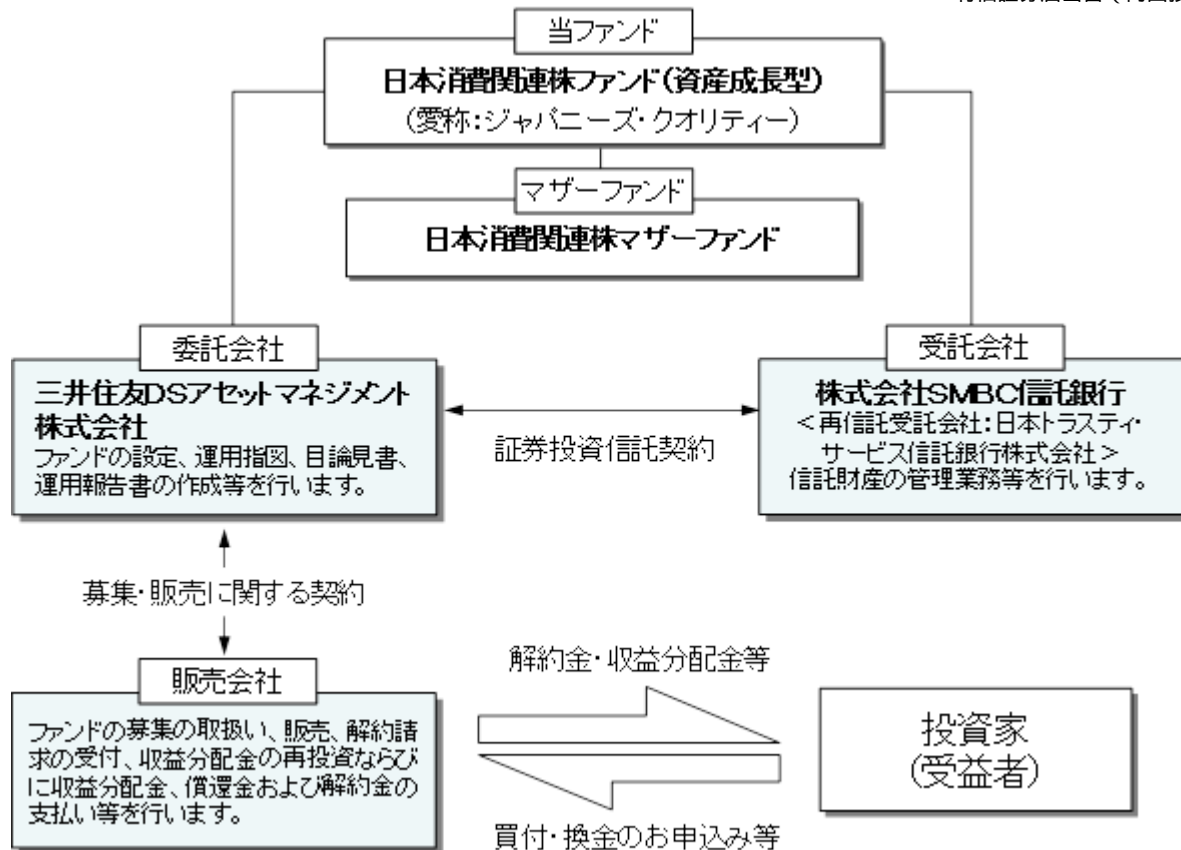 当ファンド
日本消費関連株ファンド(資産成長型)
(愛称:ジャパニーズ・クオリティー)
マザーファンド
日本消費関連株マザーファンド
委託会社
三井住友DSアセットマネジメント
株式会社
ファンドの設定、運用指図、目論見書、
運用報告書の作成等を行います。
証券投資信託契約
受託会社
株式会社SMBC信託銀行
<再信託受託会社:日本トラスティ・
サービス信託銀行株式会社>
信託財産の管理業務等を行います。
募集・販売に関する契約
販売会社
ファンドの募集の取扱い、販売、解約請
求の受付、収益分配金の再投資ならび
に収益分配金、償還金および解約金の
支払い等を行います。
解約金・収益分配金等
買付・換金のお申込み等
投資家
(受益者)